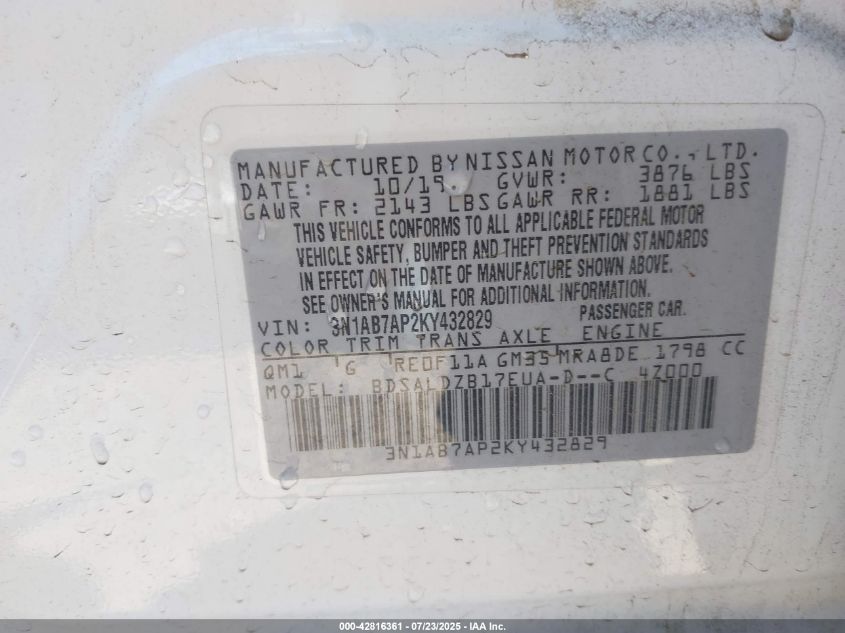 MANUFACTURED BY NISSAN MOTOR CO., LTD.
DATE: 10/19 GVWR: 3876 LBS
GAWR FR: 2143 LBS GAWR RR: 1881 LBS
THIS VEHICLE CONFORMS TO ALL APPLICABLE FEDERAL MOTOR
VEHICLE SAFETY, BUMPER AND THEFT PREVENTION STANDARDS
IN EFFECT ON THE DATE OF MANUFACTURE SHOWN ABOVE.
SEE OWNER'S MANUAL FOR ADDITIONAL INFORMATION.
VIN: 3N1AB7AP2KY432829 PASSENGER CAR.
COLOR TRIM TRANS AXLE ENGINE
QM1 G RE0F11A GM35 MRA8DE 1798 CC
MODEL: BDSALDZB17EUA-D--C 4Z000
3N1AB7AP2KY432829
000-42816361 | 07/23/2025 - IAA Inc.